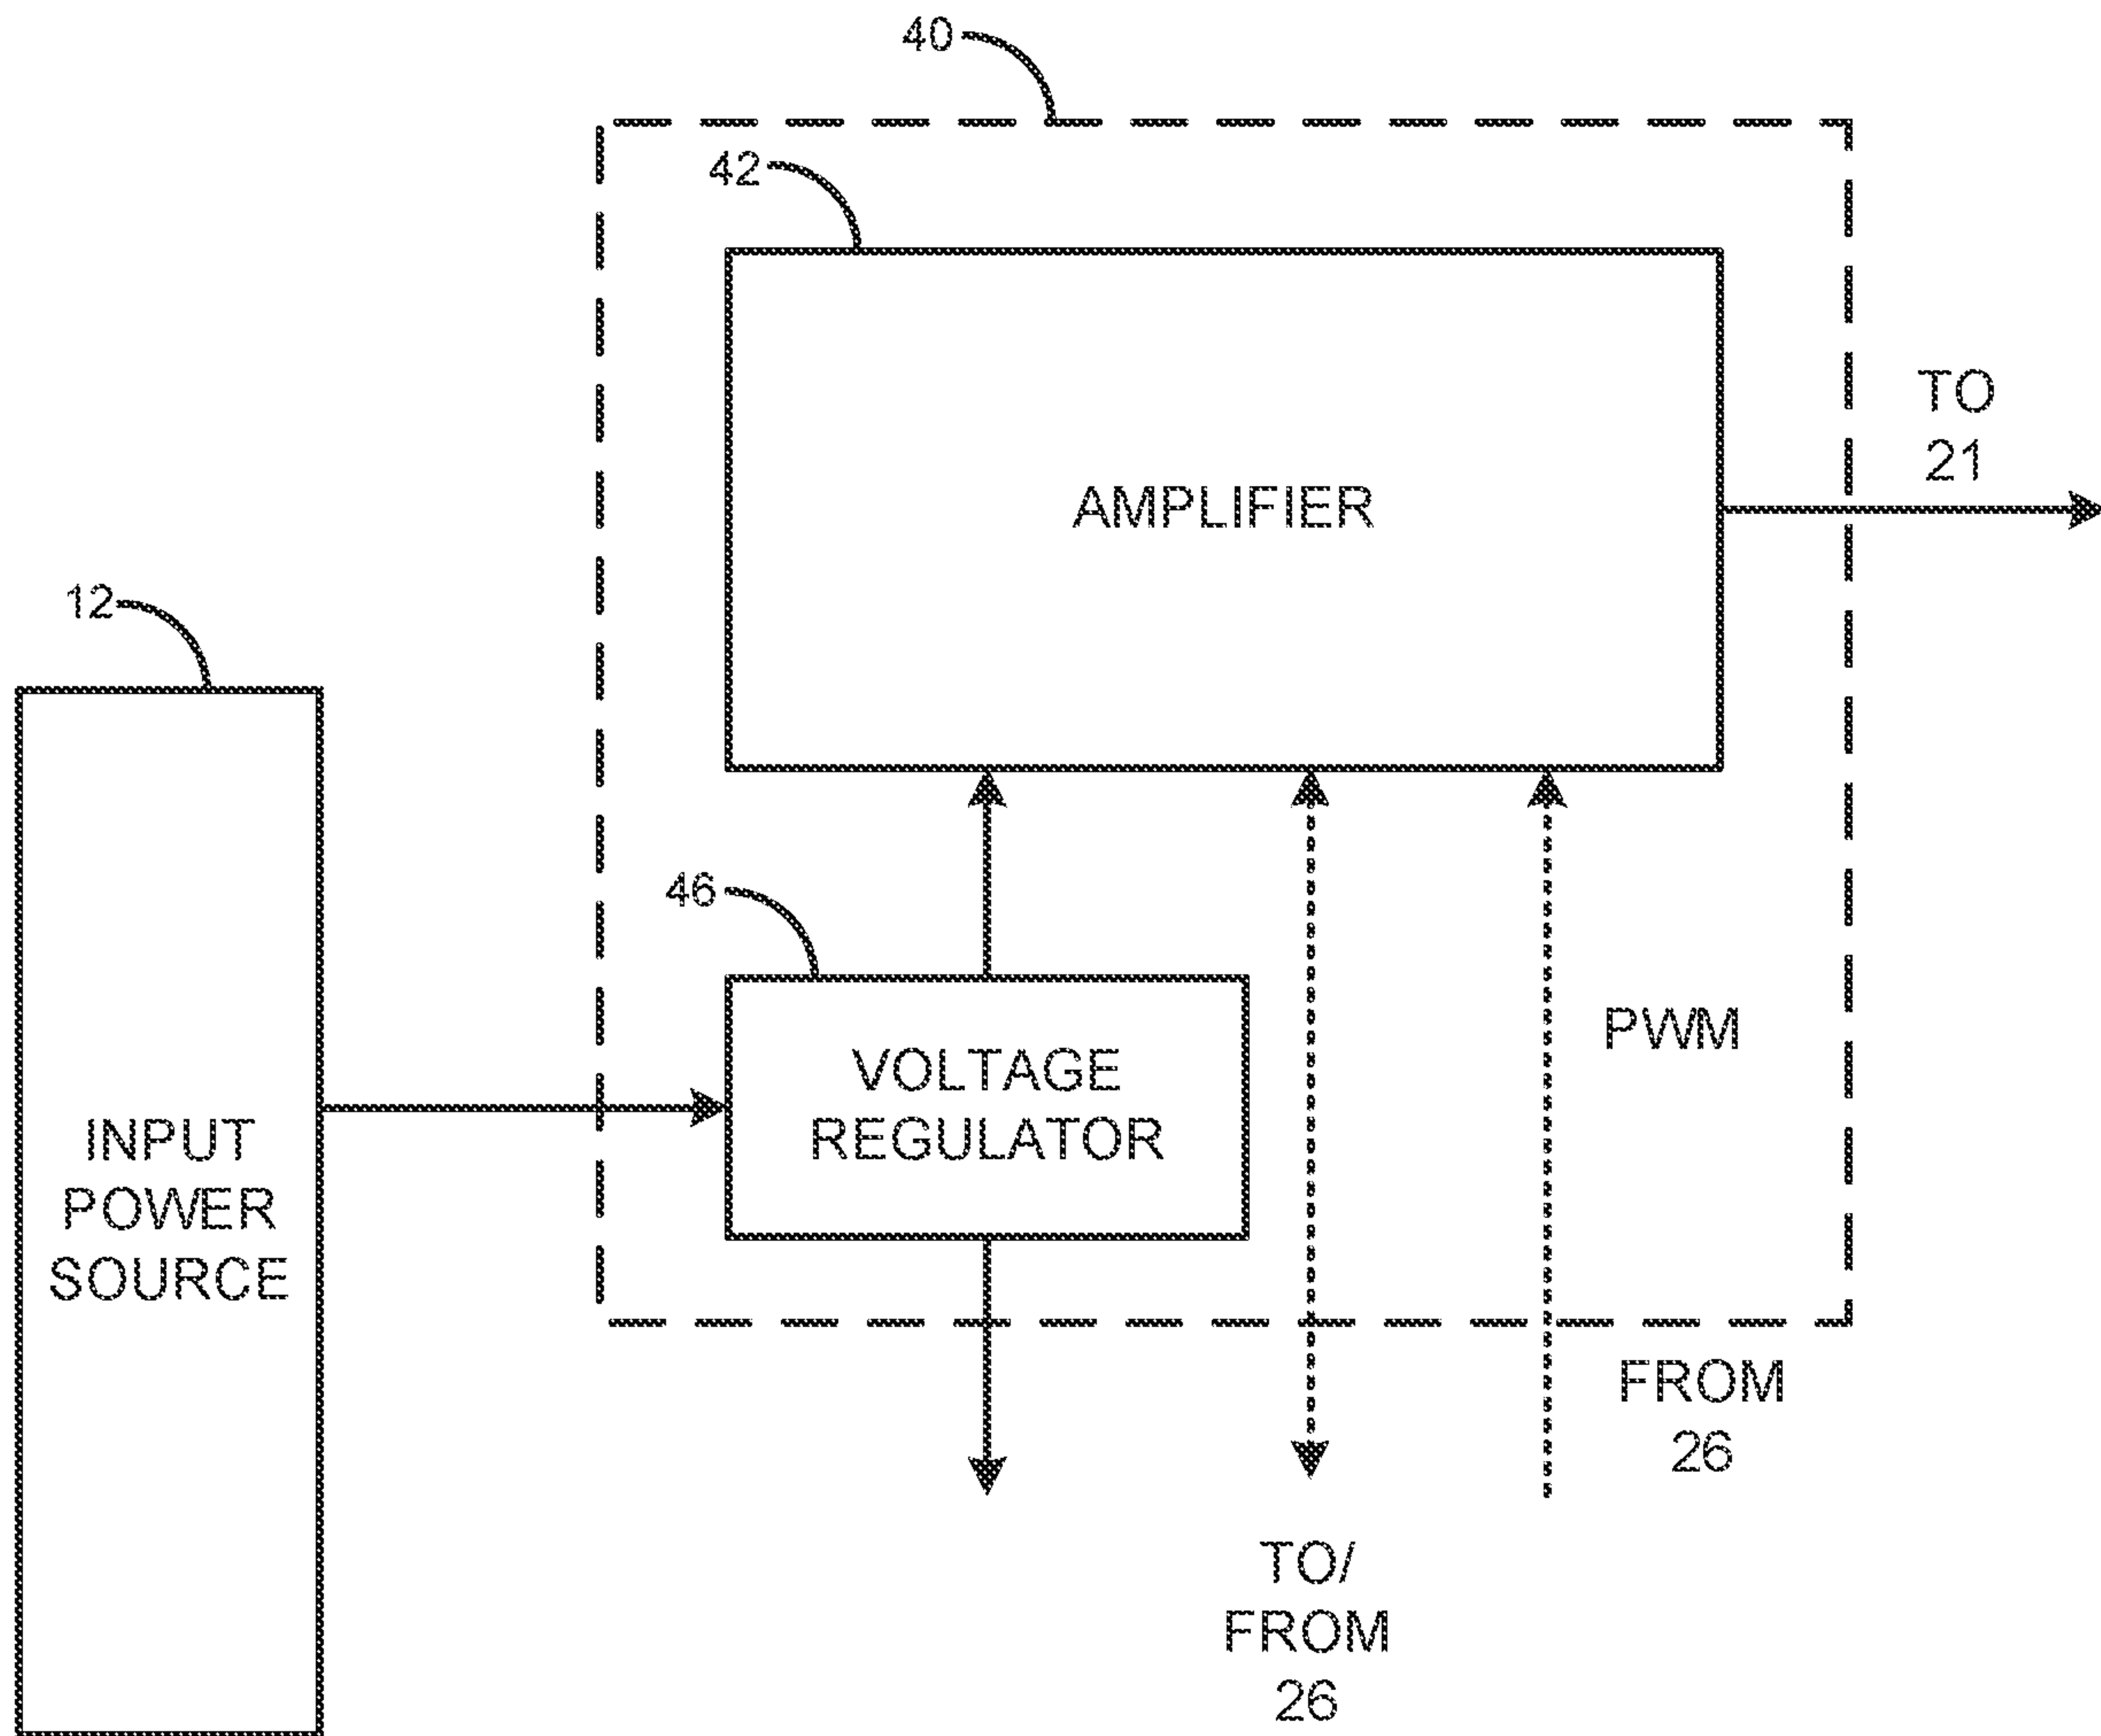 40
42
AMPLIFIER
TO
21
12
46
VOLTAGE
REGULATOR
PWM
INPUT
POWER
SOURCE
FROM
26
TO/
FROM
26